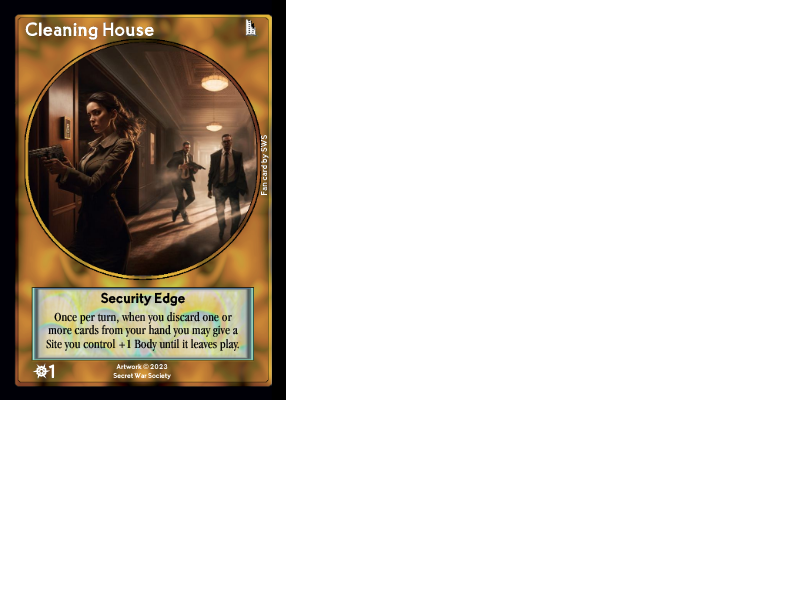 Cleaning House
Fan card by SWS
Security Edge
Once per turn, when you discard one or
more cards from your hand you may give a
Site you control +1 Body until it leaves play.
1
Artwork © 2023
Secret War Society